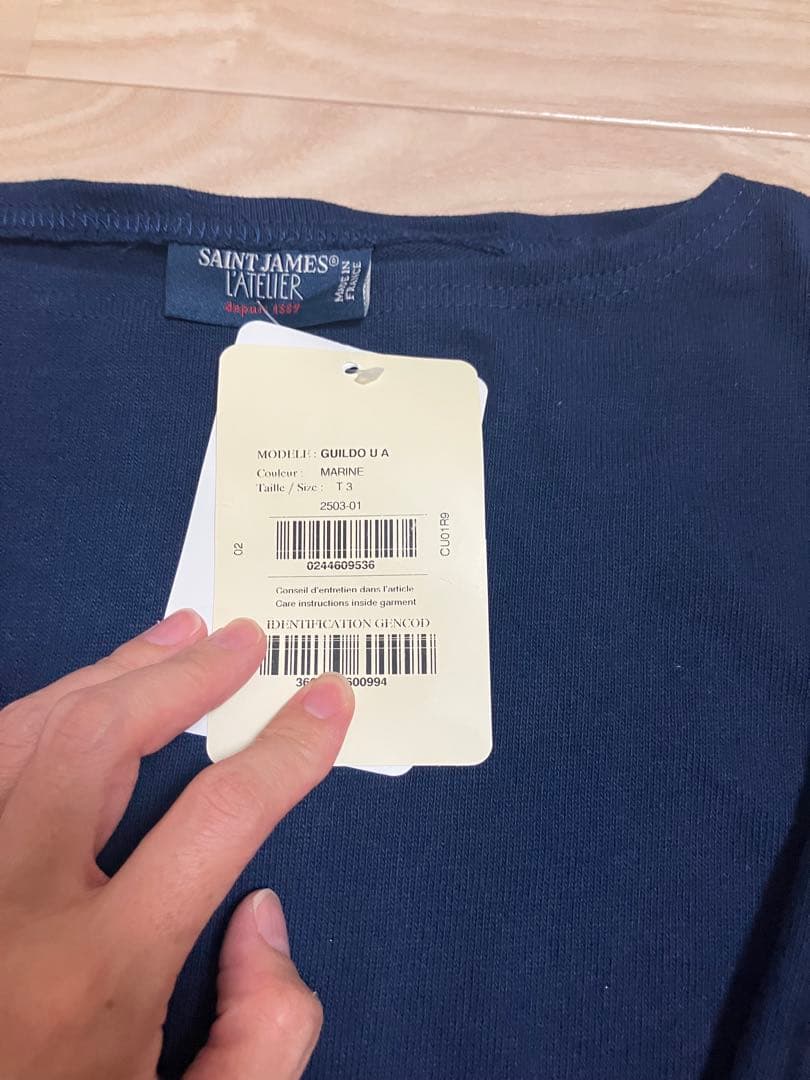 SAINT JAMES®
L'ATELIER
depuis 1889
MADE IN
FRANCE
MODELE : GUILDO U A
Couleur : MARINE
Taille / Size : T 3
2503-01
02
CU01R9
0244609536
Conseil d'entretien dans l'article
Care instructions inside garment
IDENTIFICATION GENCOD
600994